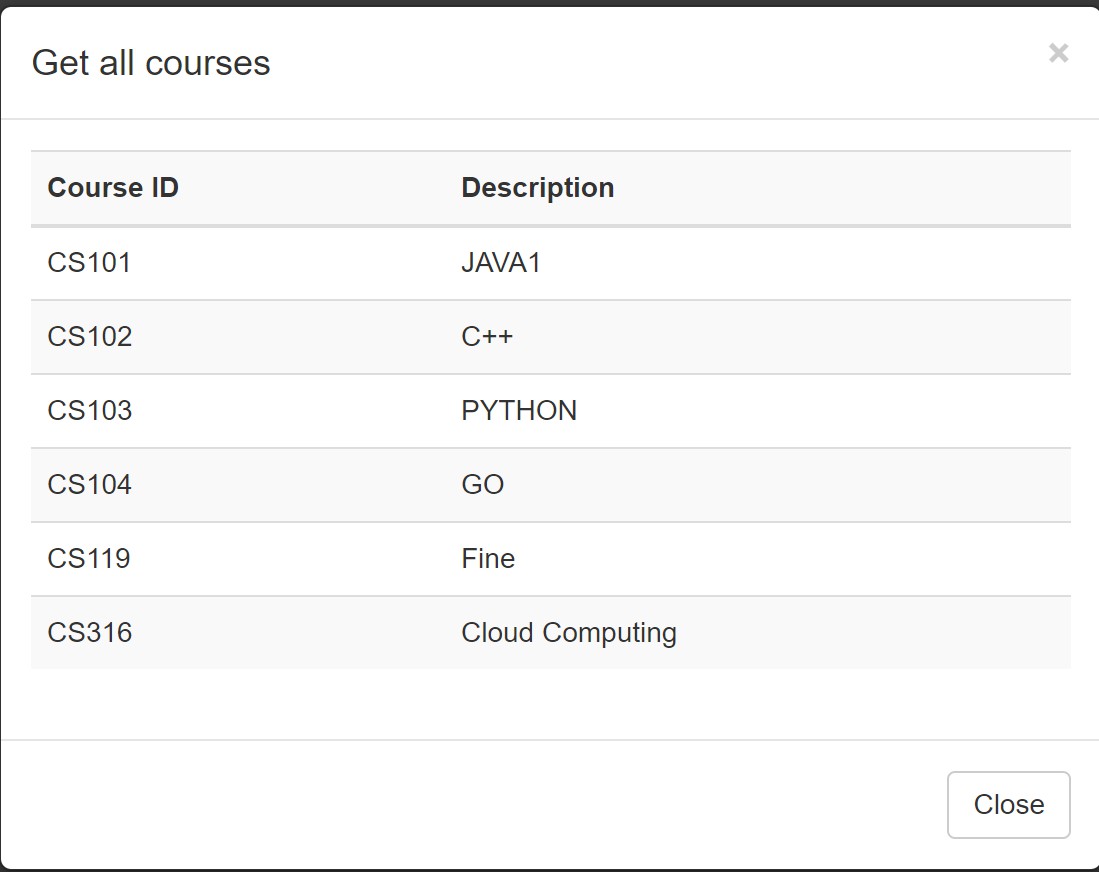 Get all courses ×
Course ID Description
CS101 JAVA1
CS102 C++
CS103 PYTHON
CS104 GO
CS119 Fine
CS316 Cloud Computing
Close